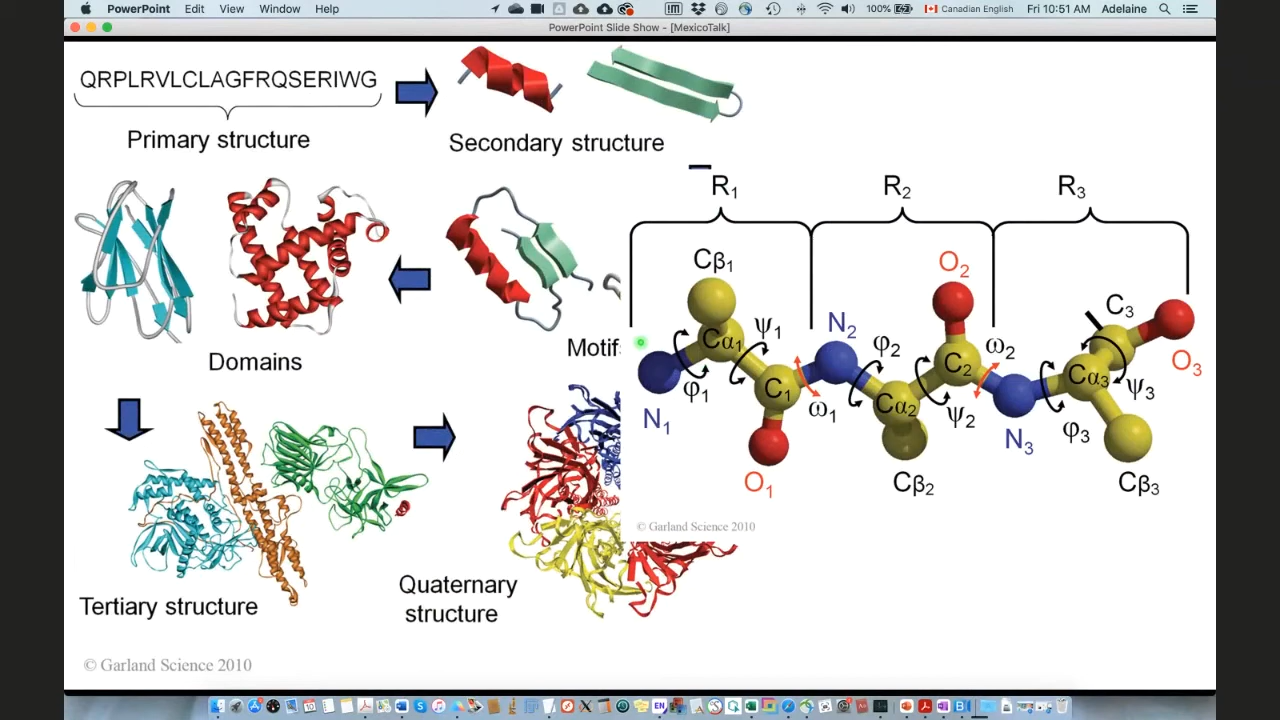 PowerPoint Edit View Window Help
100% Canadian English Fri 10:51 AM Adelaine
PowerPoint Slide Show - [MexicoTalk]
QRPLRVLCLAGFRQSERIWG
Primary structure
Secondary structure
Domains
Motif
Tertiary structure
Quaternary
structure
© Garland Science 2010
R₁ R₂ R₃
Cβ₁
O₂
C₃
N₂
Cα₁
ψ₁
φ₂
C₂
ω₂
O₃
φ₁
C₁
ω₁
Cα₂
ψ₂
Cα₃
ψ₃
N₁
N₃
φ₃
O₁
Cβ₂
Cβ₃
© Garland Science 2010